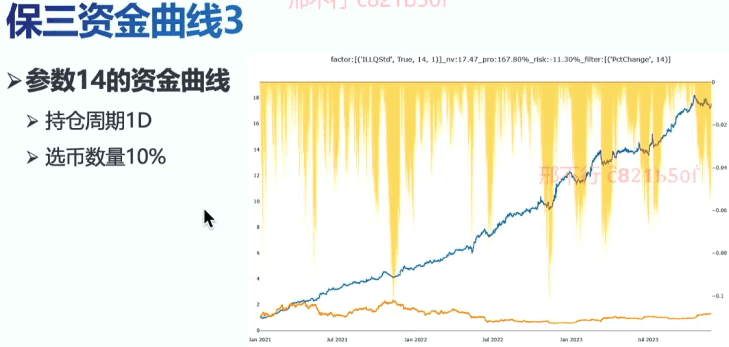 邢不行 c821b50f
保三资金曲线3
factor:[('ILLQStd', True, 14, 1)]_nv:17.47_pro:167.80%_risk:-11.30%_filter:[('PctChange', 14)]
➢参数14的资金曲线
➢ 持仓周期1D
➢ 选币数量10%
18
16
14
12
10
8
6
4
2
0
0
−0.02
−0.04
−0.06
−0.08
−0.1
邢不行 c821b50f
Jan 2021
Jul 2021
Jan 2022
Jul 2022
Jan 2023
Jul 2023